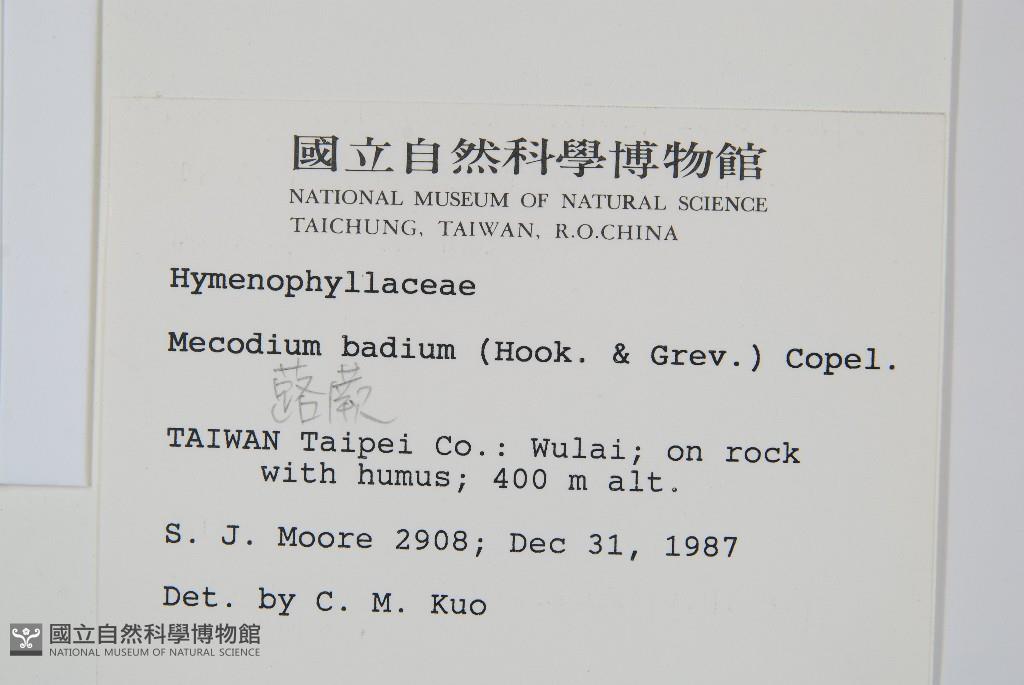 國立自然科學博物館
NATIONAL MUSEUM OF NATURAL SCIENCE
TAICHUNG, TAIWAN, R.O.CHINA
Hymenophyllaceae
Mecodium badium (Hook. & Grev.) Copel.
蕗蕨
TAIWAN Taipei Co.: Wulai; on rock
with humus; 400 m alt.
S. J. Moore 2908; Dec 31, 1987
Det. by C. M. Kuo
國立自然科學博物館
NATIONAL MUSEUM OF NATURAL SCIENCE